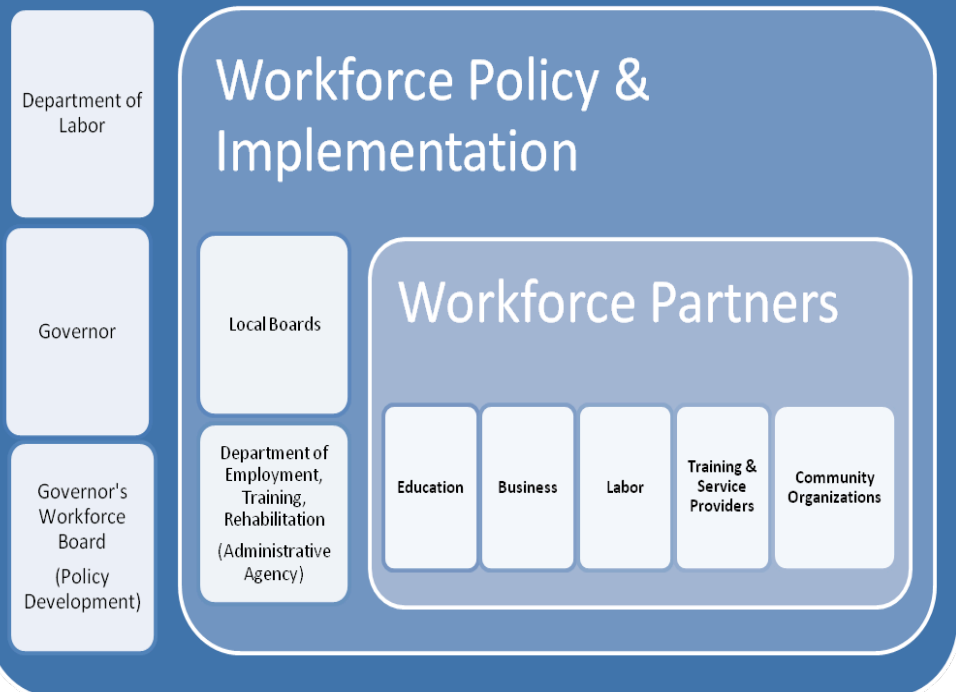 Department of
Labor
Governor
Governor's
Workforce
Board
(Policy
Development)
Workforce Policy &
Implementation
Local Boards
Department of
Employment,
Training,
Rehabilitation
(Administrative
Agency)
Workforce Partners
Education
Business
Labor
Training &
Service
Providers
Community
Organizations